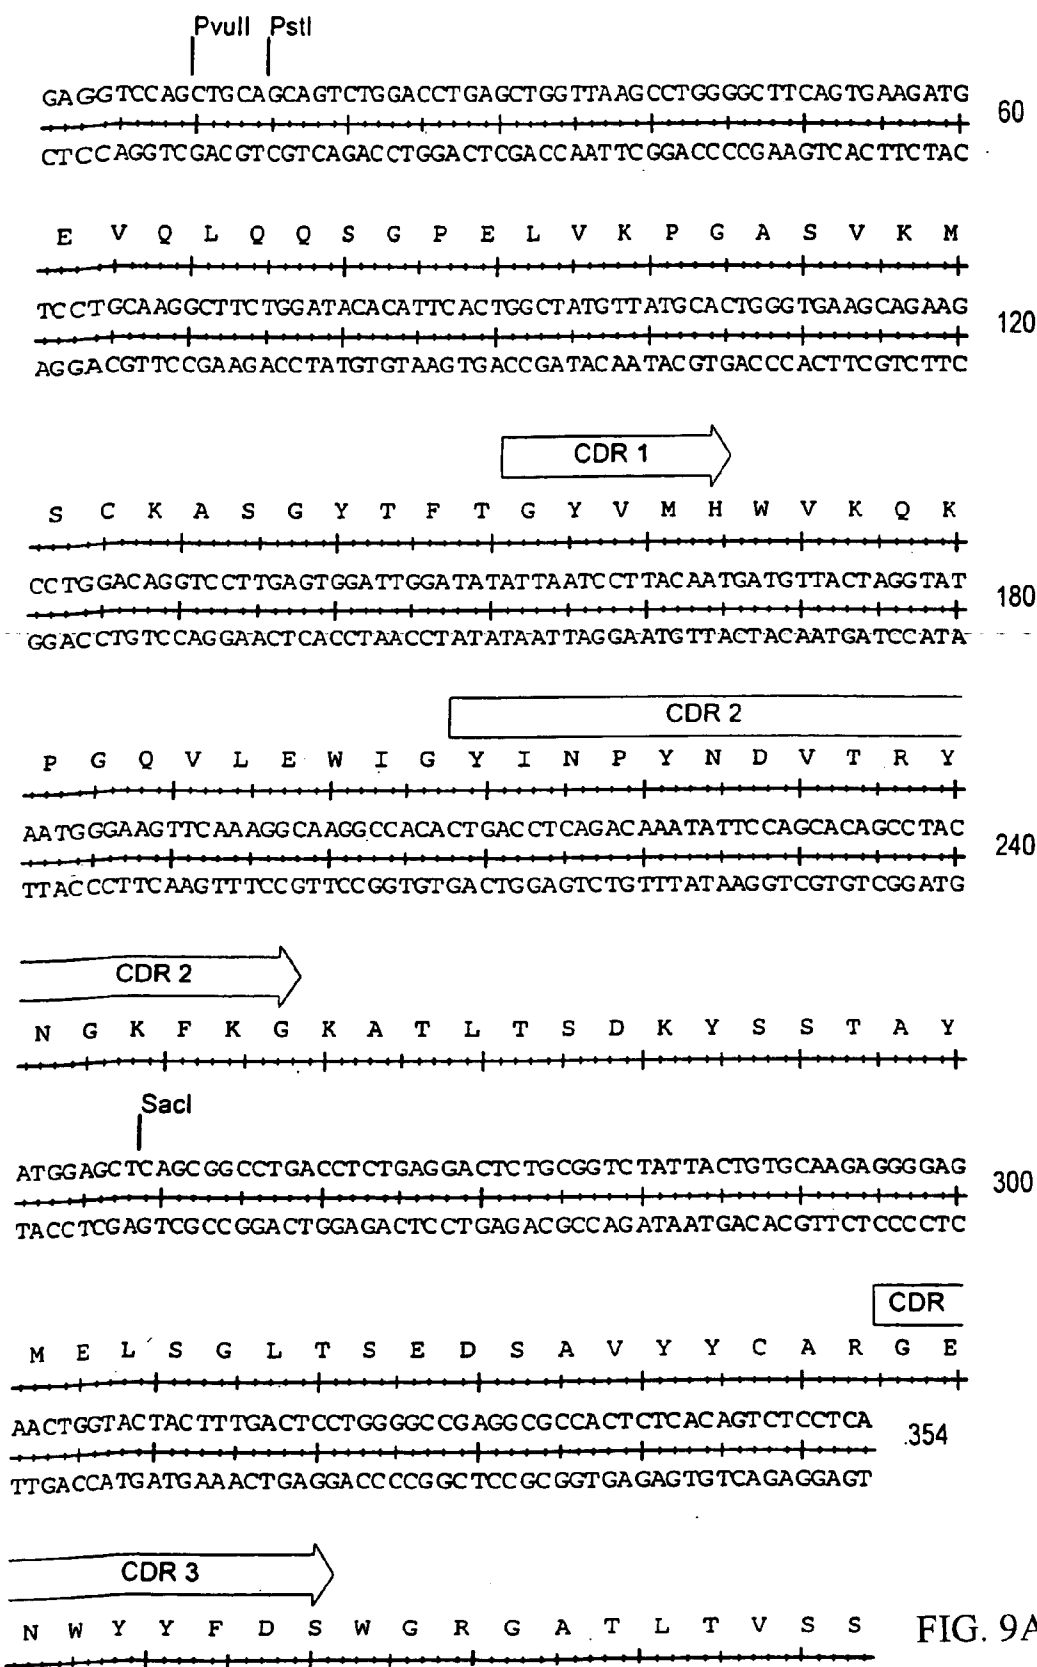 PvuII PstI
GAGGTCCAGCTGCAGCAGTCTGGACCTGAGCTGGTTAAGCCTGGGGCTTCAGTGAAGATG 60
CTCCAGGTCGACGTCGTCAGACCTGGACTCGACCAATTCGGACCCCGAAGTCACTTCTAC
E V Q L Q Q S G P E L V K P G A S V K M
TCCTGCAAGGCTTCTGGATACACATTCACTGGCTATGTTATGCACTGGGTGAAGCAGAAG 120
AGGACGTTCCGAAGACCTATGTGTAAGTGACCGATACAATACGTGACCCACTTCGTCTTC
CDR 1
S C K A S G Y T F T G Y V M H W V K Q K
CCTGGACAGGTCCTTGAGTGGATTGGATATATTAATCCTTACAATGATGTTACTAGGTAT 180
GGACCTGTCCAGGAACTCACCTAACCTATATAATTAGGAATGTTACTACAATGATCCATA
CDR 2
P G Q V L E W I G Y I N P Y N D V T R Y
AATGGGAAGTTCAAAGGCAAGGCCACACTGACCTCAGACAAATATTCCAGCACAGCCTAC 240
TTACCCTTCAAGTTTCCGTTCCGGTGTGACTGGAGTCTGTTTATAAGGTCGTGTCGGATG
CDR 2
N G K F K G K A T L T S D K Y S S T A Y
SacI
ATGGAGCTCAGCGGCCTGACCTCTGAGGACTCTGCGGTCTATTACTGTGCAAGAGGGGAG 300
TACCTCGAGTCGCCGGACTGGAGACTCCTGAGACGCCAGATAATGACACGTTCTCCCCTC
CDR
M E L S G L T S E D S A V Y Y C A R G E
AACTGGTACTACTTTGACTCCTGGGGCCGAGGCGCCACTCTCACAGTCTCCTCA 354
TTGACCATGATGAAACTGAGGACCCCGGCTCCGCGGTGAGAGTGTCAGAGGAGT
CDR 3
N W Y Y F D S W G R G A T L T V S S FIG. 9A